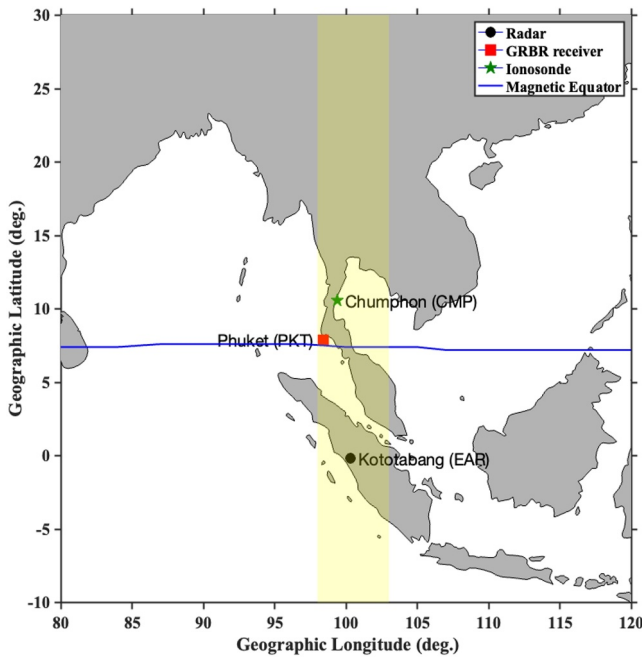 30
25
20
15
10
5
0
-5
-10
80
85
90
95
100
105
110
115
120
Geographic Latitude (deg.)
Geographic Longitude (deg.)
Radar
GRBR receiver
Ionosonde
Magnetic Equator
Chumphon (CMP)
Phuket (PKT)
Kototabang (EAR)